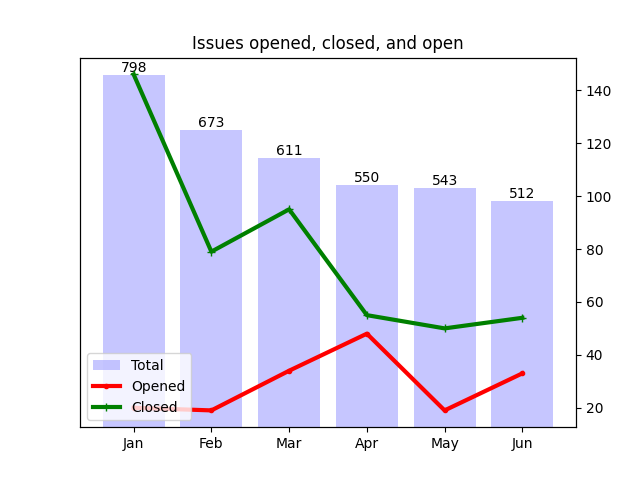 Issues opened, closed, and open
798
673
611
550
543
512
140
120
100
80
60
40
20
Total
Opened
Closed
Jan Feb Mar Apr May Jun